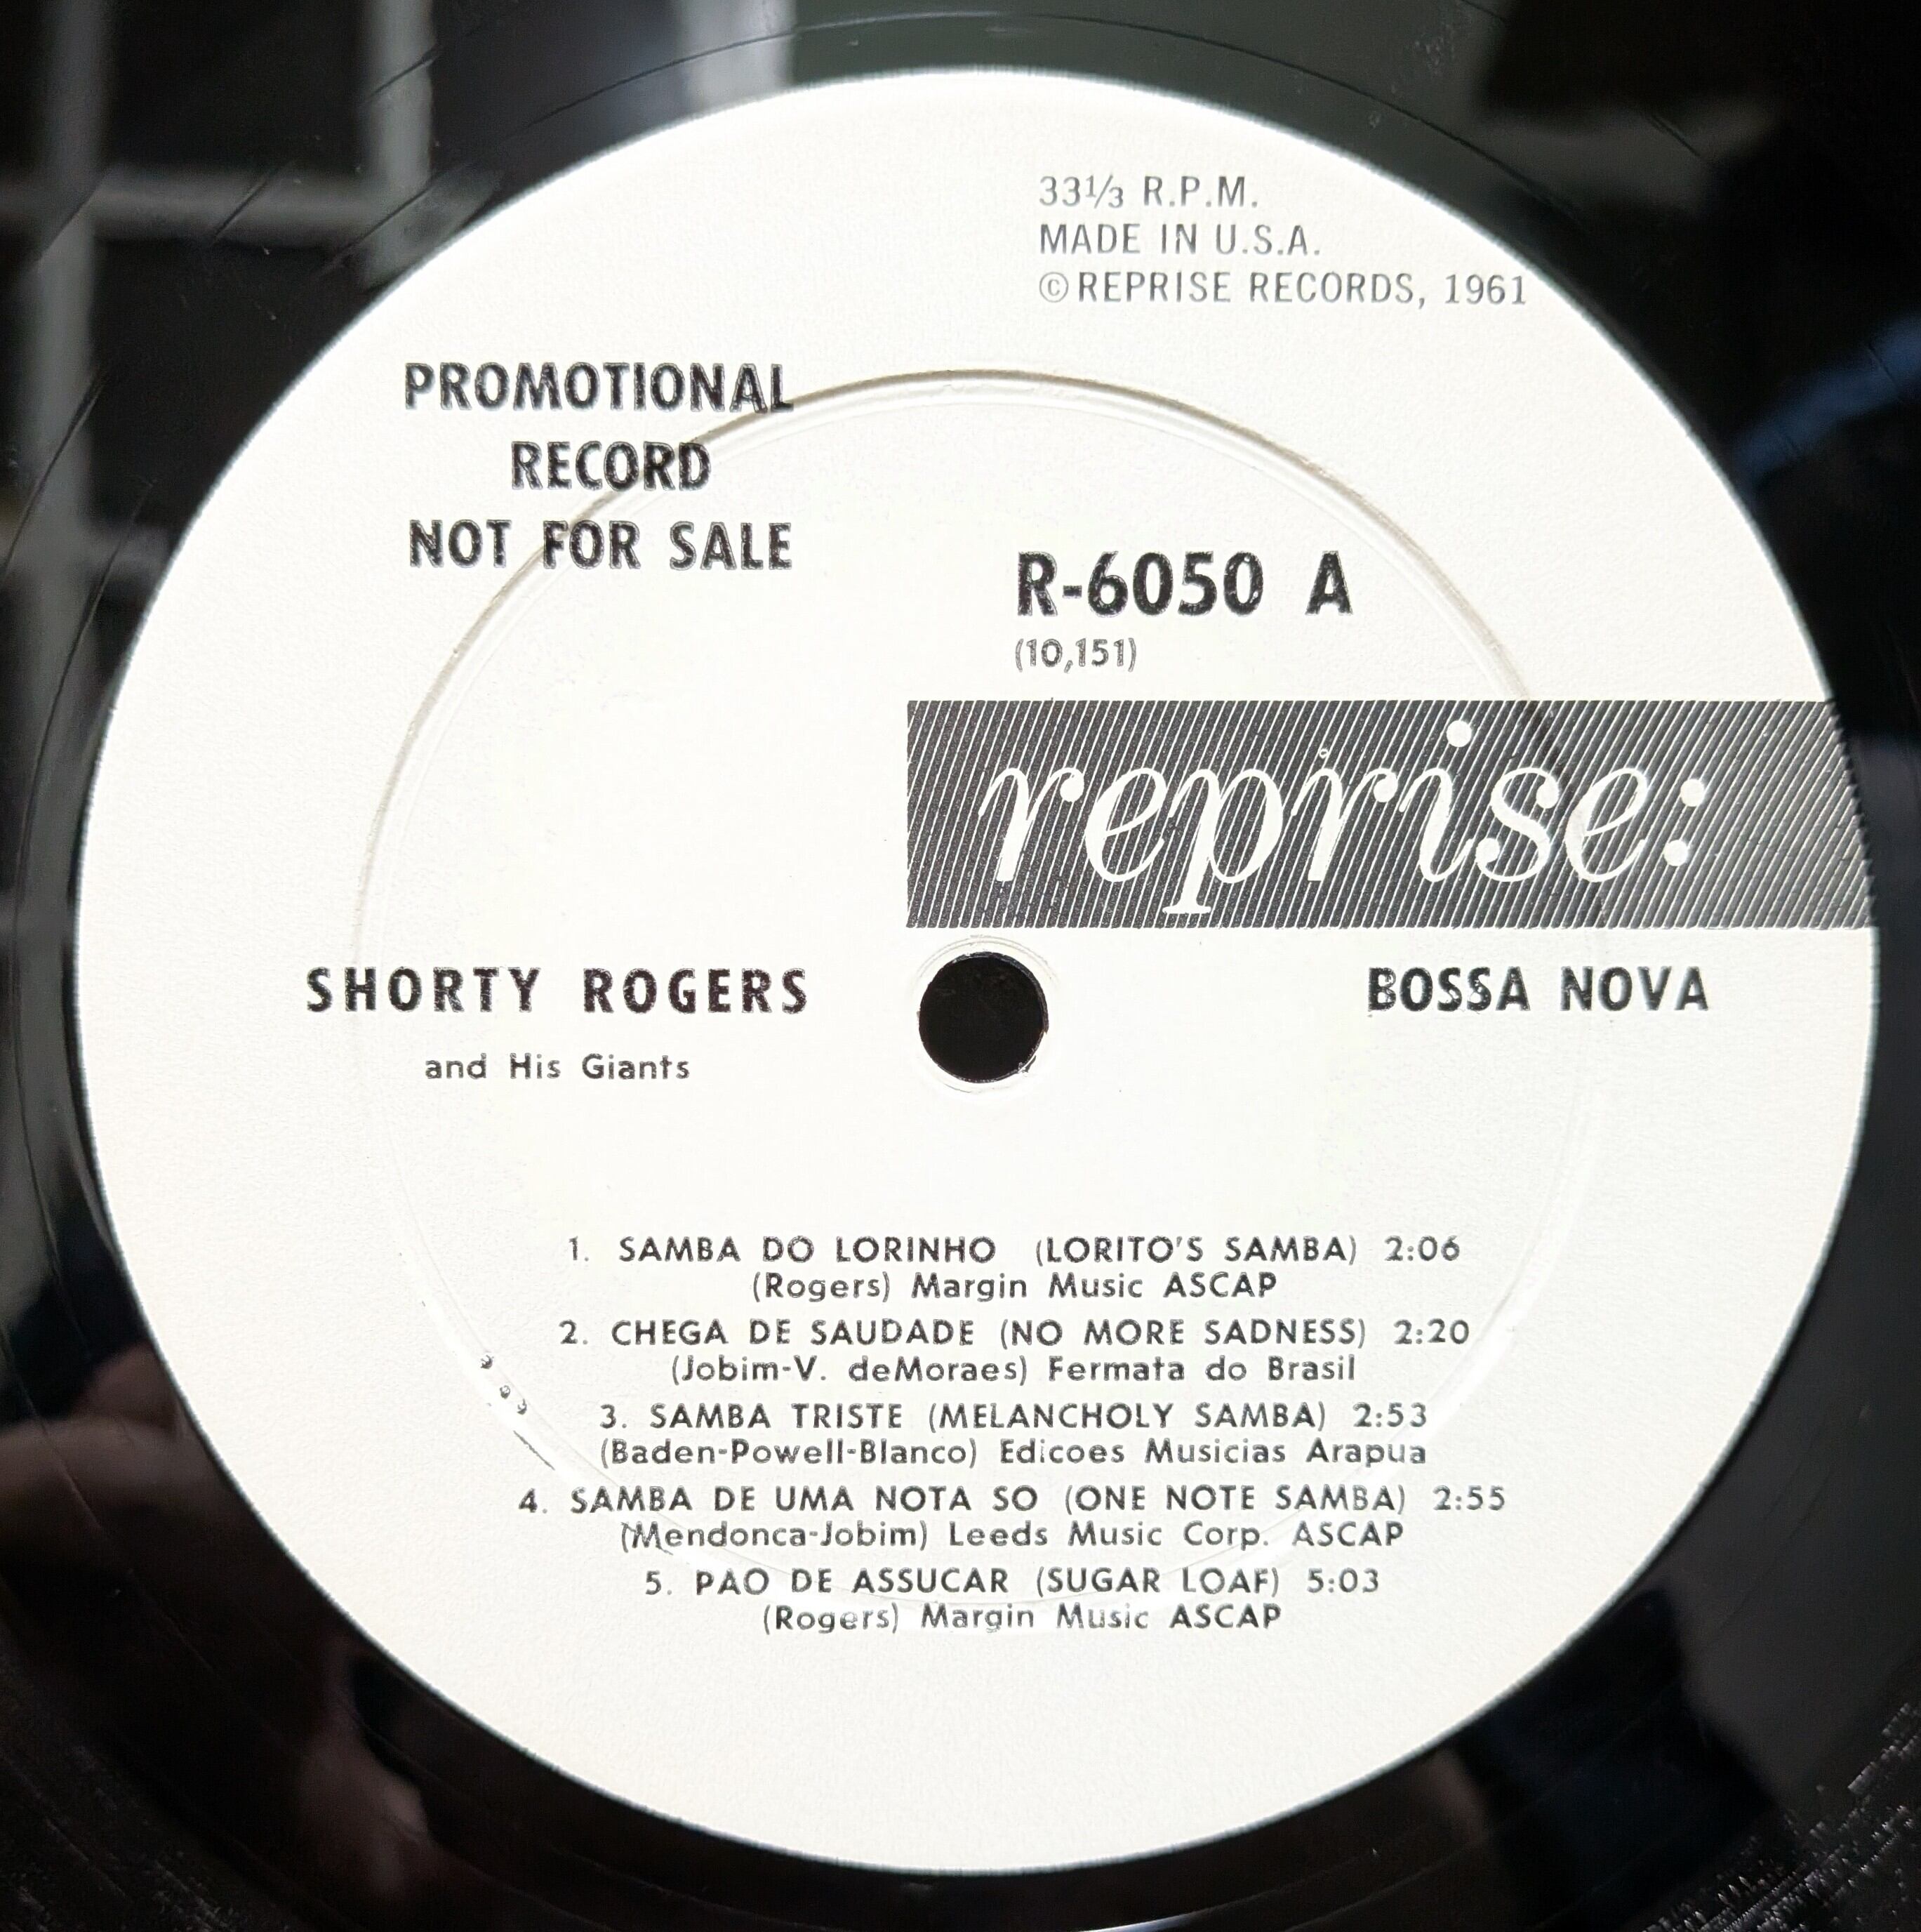 33⅓ R.P.M.
MADE IN U.S.A.
© REPRISE RECORDS, 1961
PROMOTIONAL
RECORD
NOT FOR SALE
R-6050 A
(10,151)
reprise:
SHORTY ROGERS
and His Giants
BOSSA NOVA
1. SAMBA DO LORINHO (LORITO'S SAMBA) 2:06
(Rogers) Margin Music ASCAP
2. CHEGA DE SAUDADE (NO MORE SADNESS) 2:20
(Jobim-V. deMoraes) Fermata do Brasil
3. SAMBA TRISTE (MELANCHOLY SAMBA) 2:53
(Baden-Powell-Blanco) Edicoes Musicias Arapua
4. SAMBA DE UMA NOTA SO (ONE NOTE SAMBA) 2:55
(Mendonca-Jobim) Leeds Music Corp. ASCAP
5. PAO DE ASSUCAR (SUGAR LOAF) 5:03
(Rogers) Margin Music ASCAP